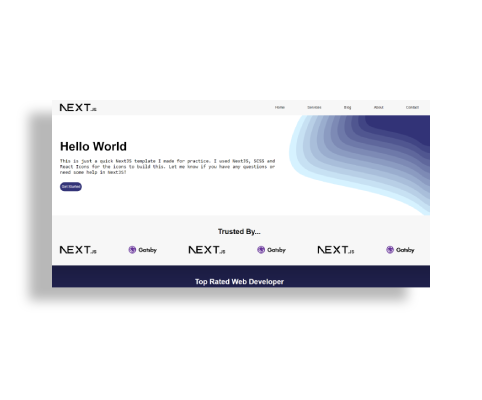 NEXT.JS
Home Services Blog About Contact
Hello World
This is just a quick NextJS template I made for practice. I used NextJS, SCSS and
React Icons for the icons to build this. Let me know if you have any questions or
need some help in NextJS!
Get Started
Trusted By...
NEXT.JS Gatsby NEXT.JS Gatsby NEXT.JS Gatsby
Top Rated Web Developer